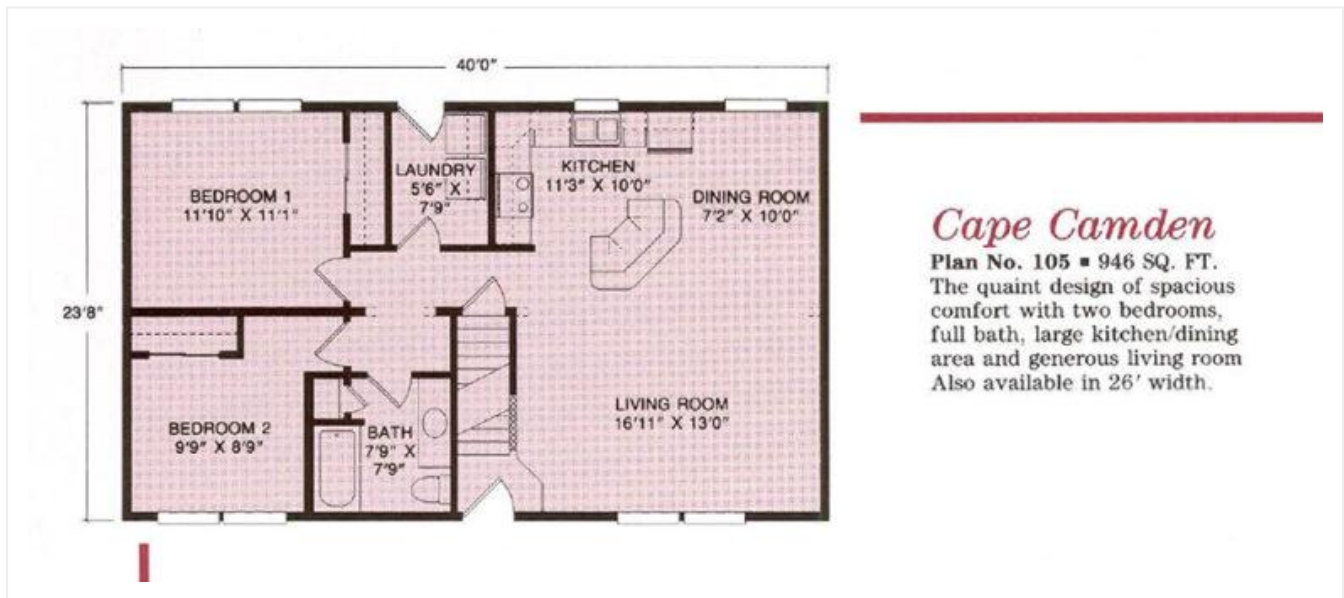 40'0"
23'8"
BEDROOM 1
11'10" X 11'1"
LAUNDRY
5'6" X
7'9"
KITCHEN
11'3" X 10'0"
DINING ROOM
7'2" X 10'0"
BEDROOM 2
9'9" X 8'9"
BATH
7'9" X
7'9"
LIVING ROOM
16'11" X 13'0"
Cape Camden
Plan No. 105 ▪ 946 SQ. FT.
The quaint design of spacious
comfort with two bedrooms,
full bath, large kitchen/dining
area and generous living room
Also available in 26' width.